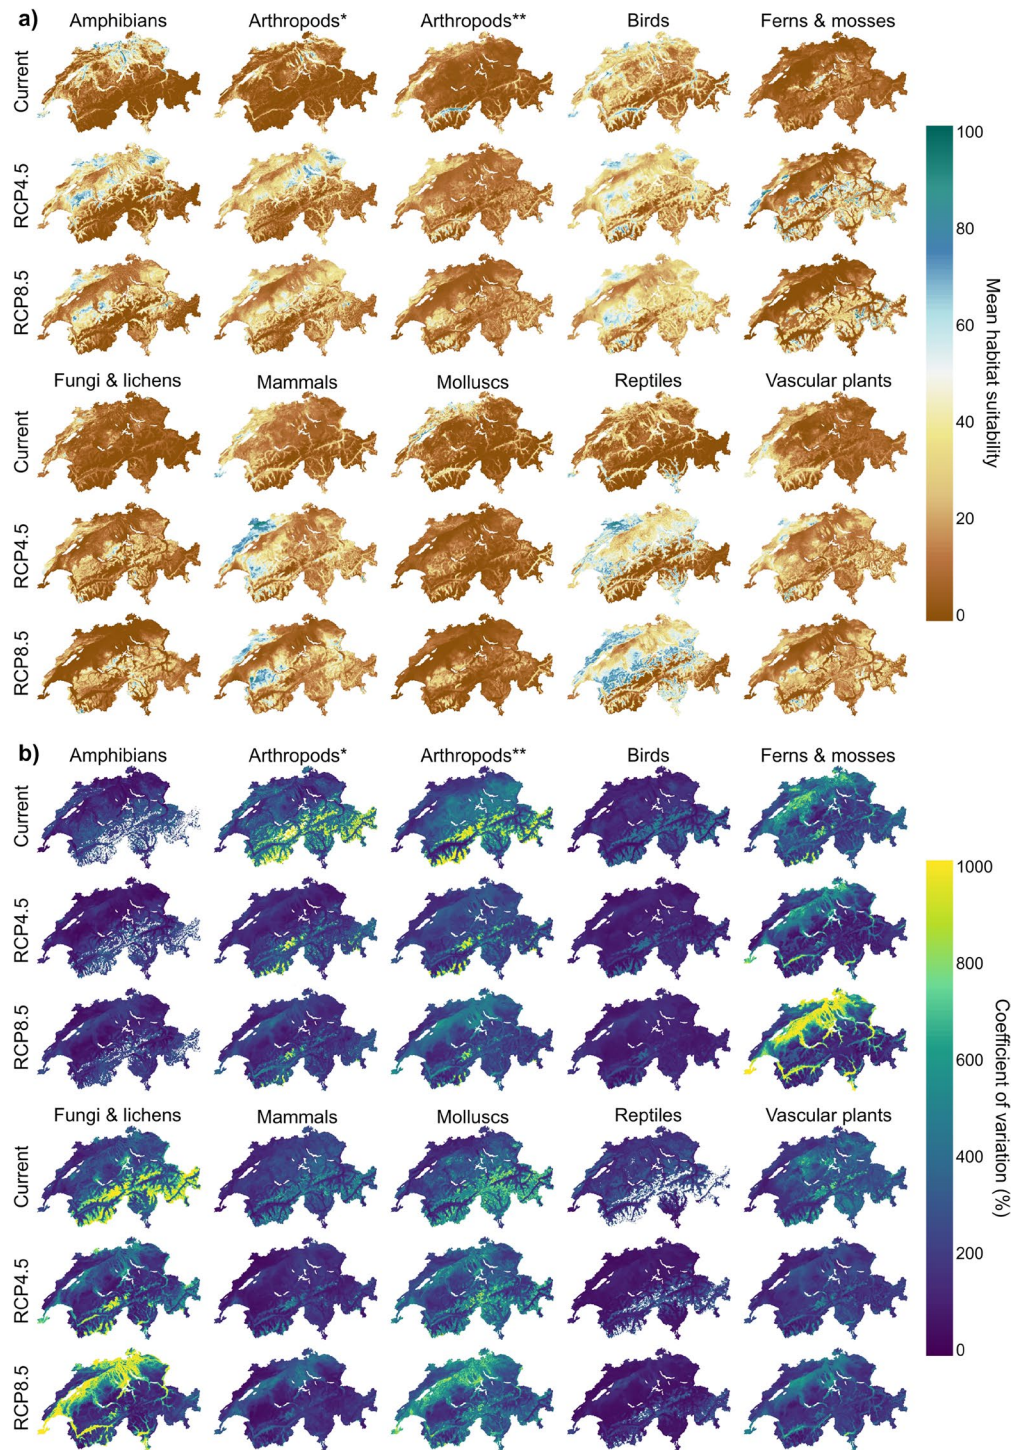 a)
Amphibians Arthropods* Arthropods** Birds Ferns & mosses
Current
RCP4.5
RCP8.5
Fungi & lichens Mammals Molluscs Reptiles Vascular plants
Current
RCP4.5
RCP8.5
100
80
60
40
20
0
Mean habitat suitability
b)
Amphibians Arthropods* Arthropods** Birds Ferns & mosses
Current
RCP4.5
RCP8.5
Fungi & lichens Mammals Molluscs Reptiles Vascular plants
Current
RCP4.5
RCP8.5
1000
800
600
400
200
0
Coefficient of variation (%)